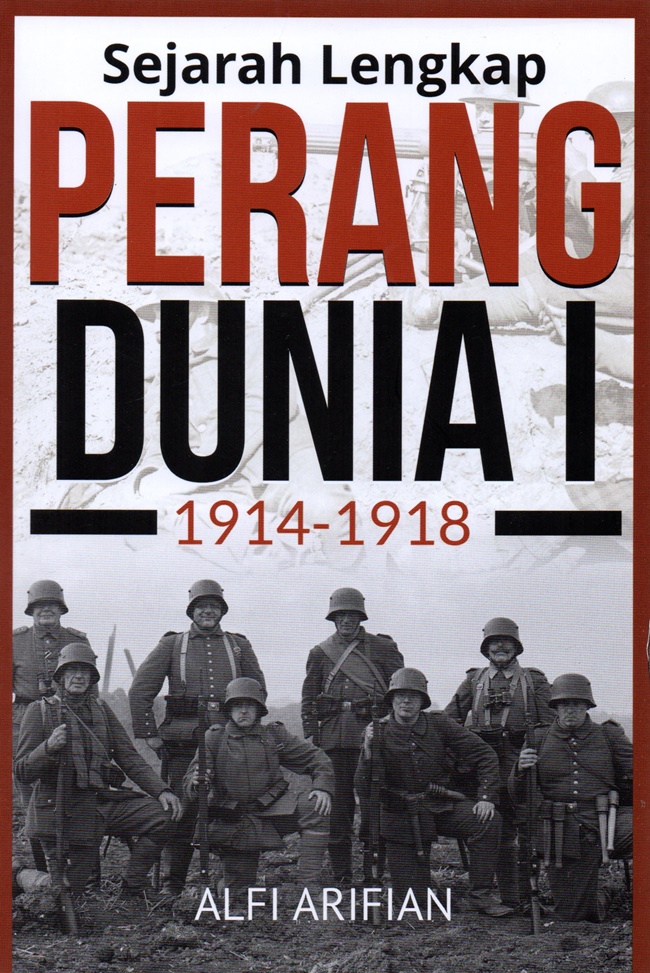 Sejarah Lengkap
PERANG
DUNIA I
1914-1918
ALFI ARIFIAN